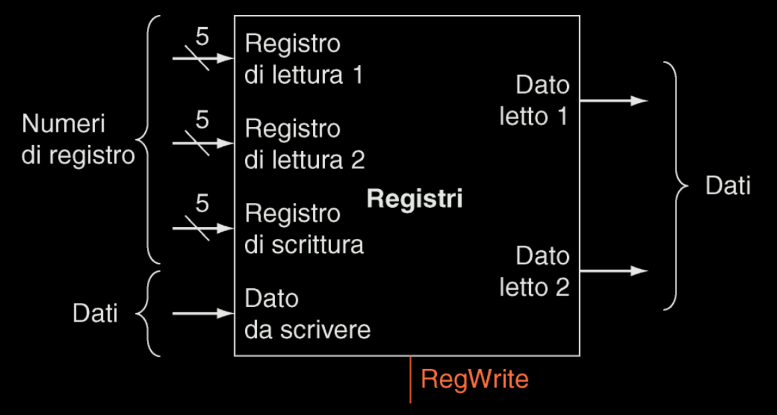 Numeri
di registro
Dati
5
Registro
di lettura 1
5
Registro
di lettura 2
5
Registro
di scrittura
Dato
da scrivere
Registri
Dato
letto 1
Dato
letto 2
Dati
RegWrite